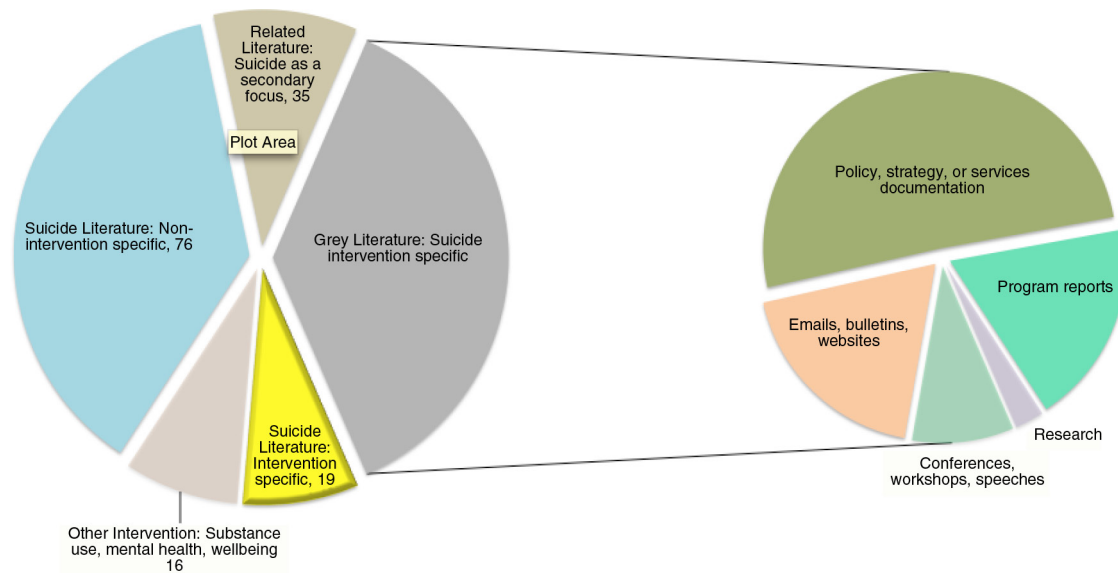 Related
Literature:
Suicide as a
secondary
focus, 35
Plot Area
Suicide Literature: Non-
intervention specific, 76
Grey Literature: Suicide
intervention specific
Suicide
Literature:
Intervention
specific, 19
Other Intervention: Substance
use, mental health, wellbeing
16
Policy, strategy, or services
documentation
Program reports
Emails, bulletins,
websites
Research
Conferences,
workshops, speeches